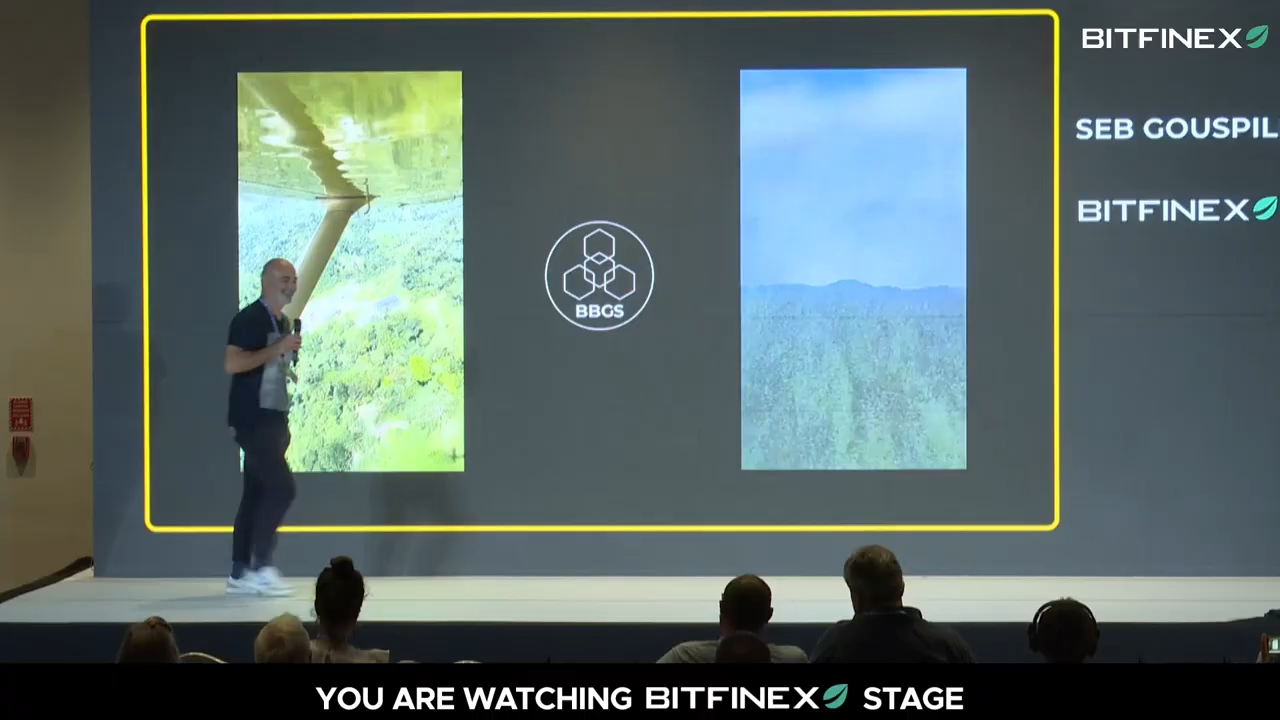 BITFINEX
SEB GOUSPIL
BITFINEX
BBGS
YOU ARE WATCHING BITFINEX STAGE